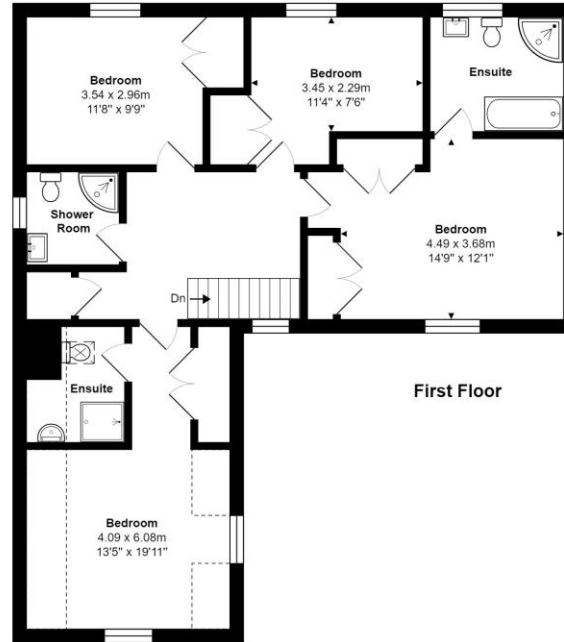 Bedroom
3.54 x 2.96m
11'8" x 9'9"
Bedroom
3.45 x 2.29m
11'4" x 7'6"
Ensuite
Shower
Room
Bedroom
4.49 x 3.68m
14'9" x 12'1"
Dn
Ensuite
First Floor
Bedroom
4.09 x 6.08m
13'5" x 19'11"